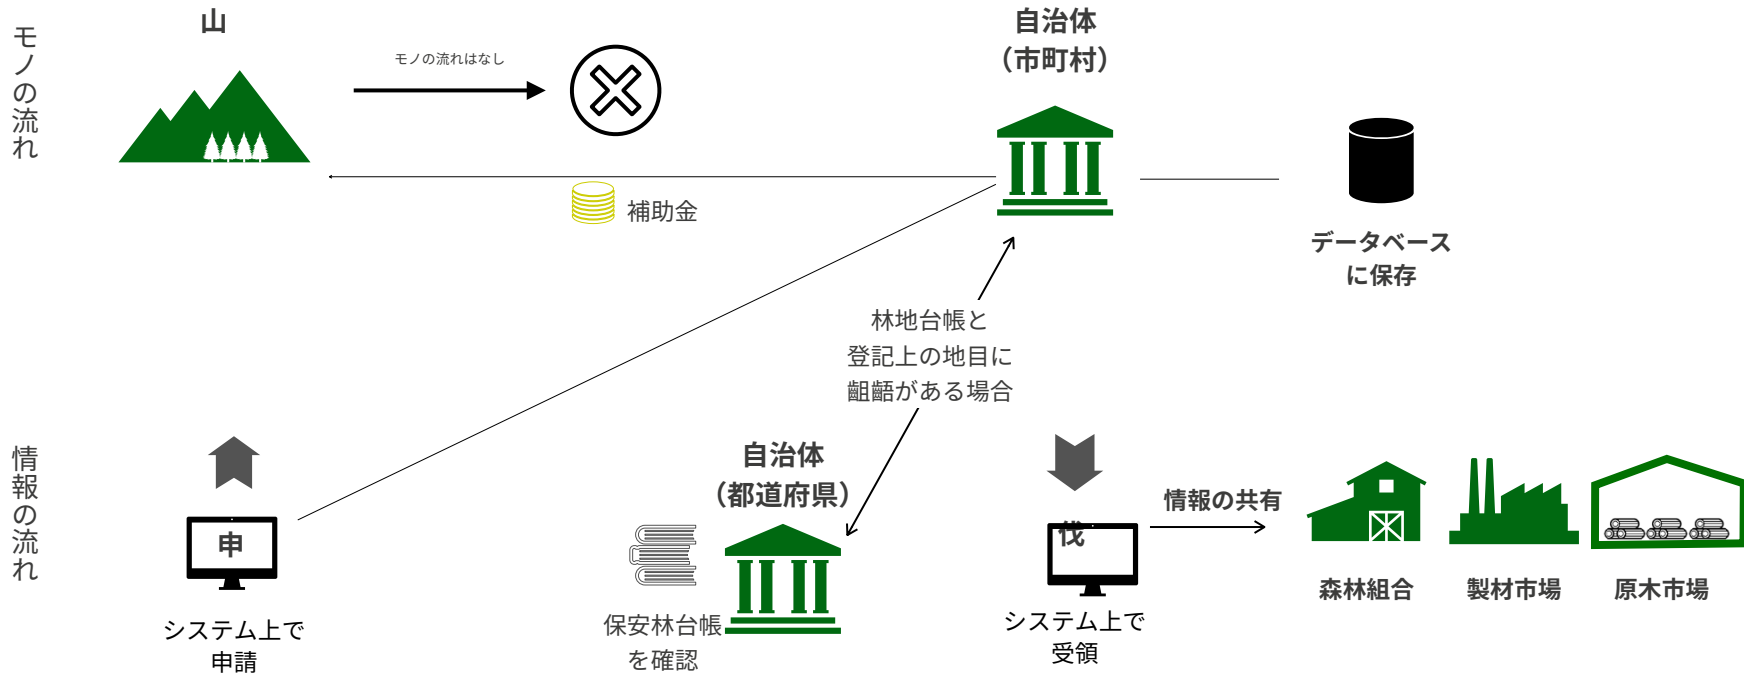 モノの流れ
山
モノの流れはなし
自治体
（市町村）
補助金
データベース
に保存
林地台帳と
登記上の地目に
齟齬がある場合
情報の流れ
申
システム上で
申請
自治体
（都道府県）
保安林台帳
を確認
伐
システム上で
受領
情報の共有
森林組合
製材市場
原木市場